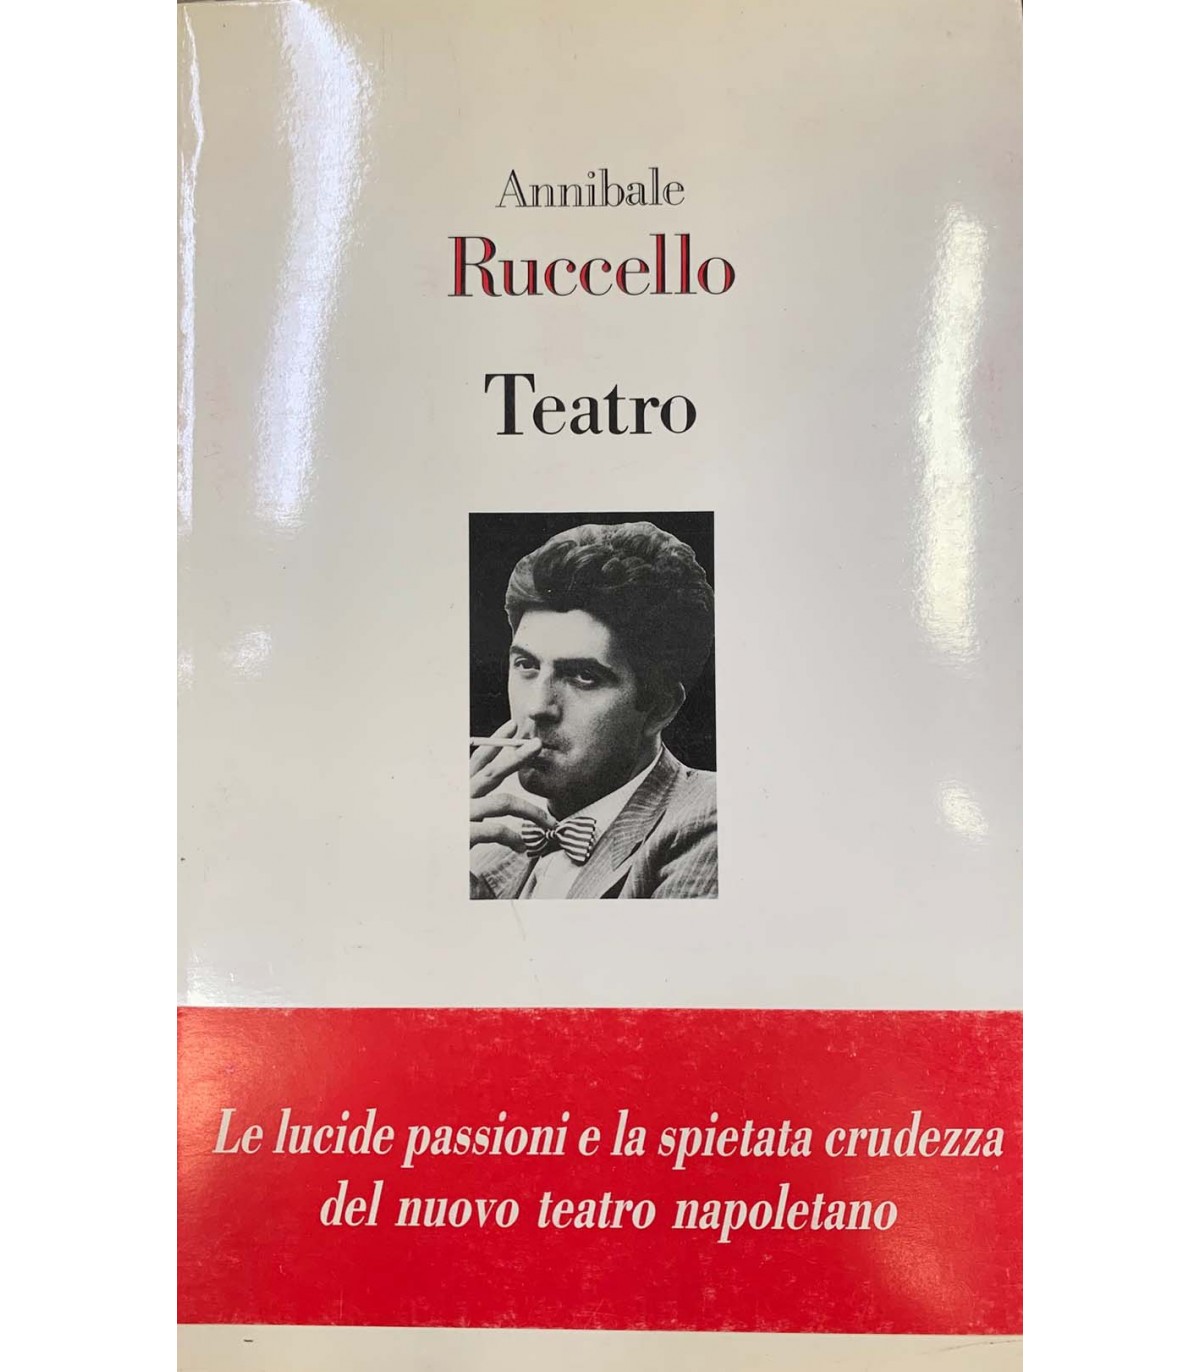 Annibale
Ruccello
Teatro
Le lucide passioni e la spietata crudezza
del nuovo teatro napoletano